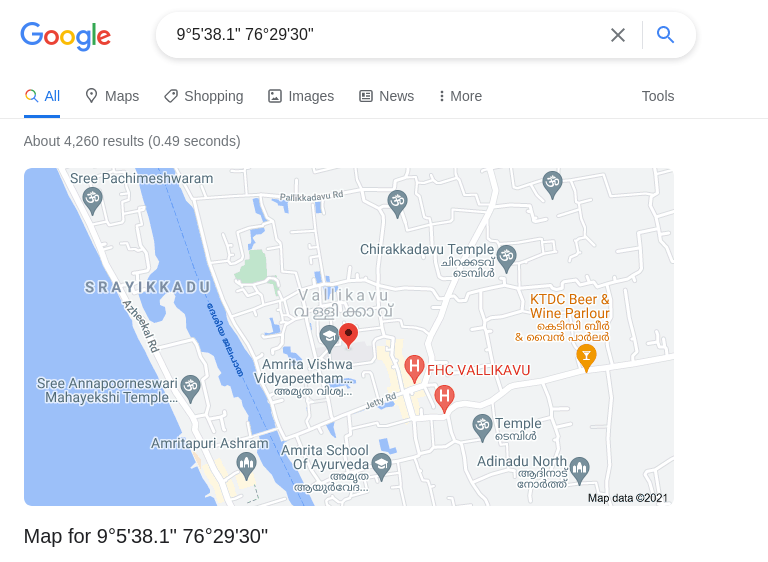 Google
9°5'38.1" 76°29'30"
All
Maps
Shopping
Images
News
More
Tools
About 4,260 results (0.49 seconds)
Sree Pachimeshwaram
Pallikkadavu Rd
Chirakkadavu Temple
ചിറക്കടവ്
ടെമ്പിൾ
SRAYIKKADU
Azheekal Rd
ദേശീയ ജലപാത
Vallikavu
വള്ളിക്കാവ്
KTDC Beer &
Wine Parlour
കെടിസി ബീർ
& വൈൻ പാർലർ
Amrita Vishwa
Vidyapeetham...
അമൃത വിശ്വ...
FHC VALLIKAVU
Sree Annapoorneswari
Mahayekshi Temple...
Jetty Rd
Temple
ടെമ്പിൾ
Amritapuri Ashram
Amrita School
Of Ayurveda
അമൃത
ആയുർവേദ...
Adinadu North
ആദിനാട്
നോർത്ത്
Map data ©2021
Map for 9°5'38.1" 76°29'30"